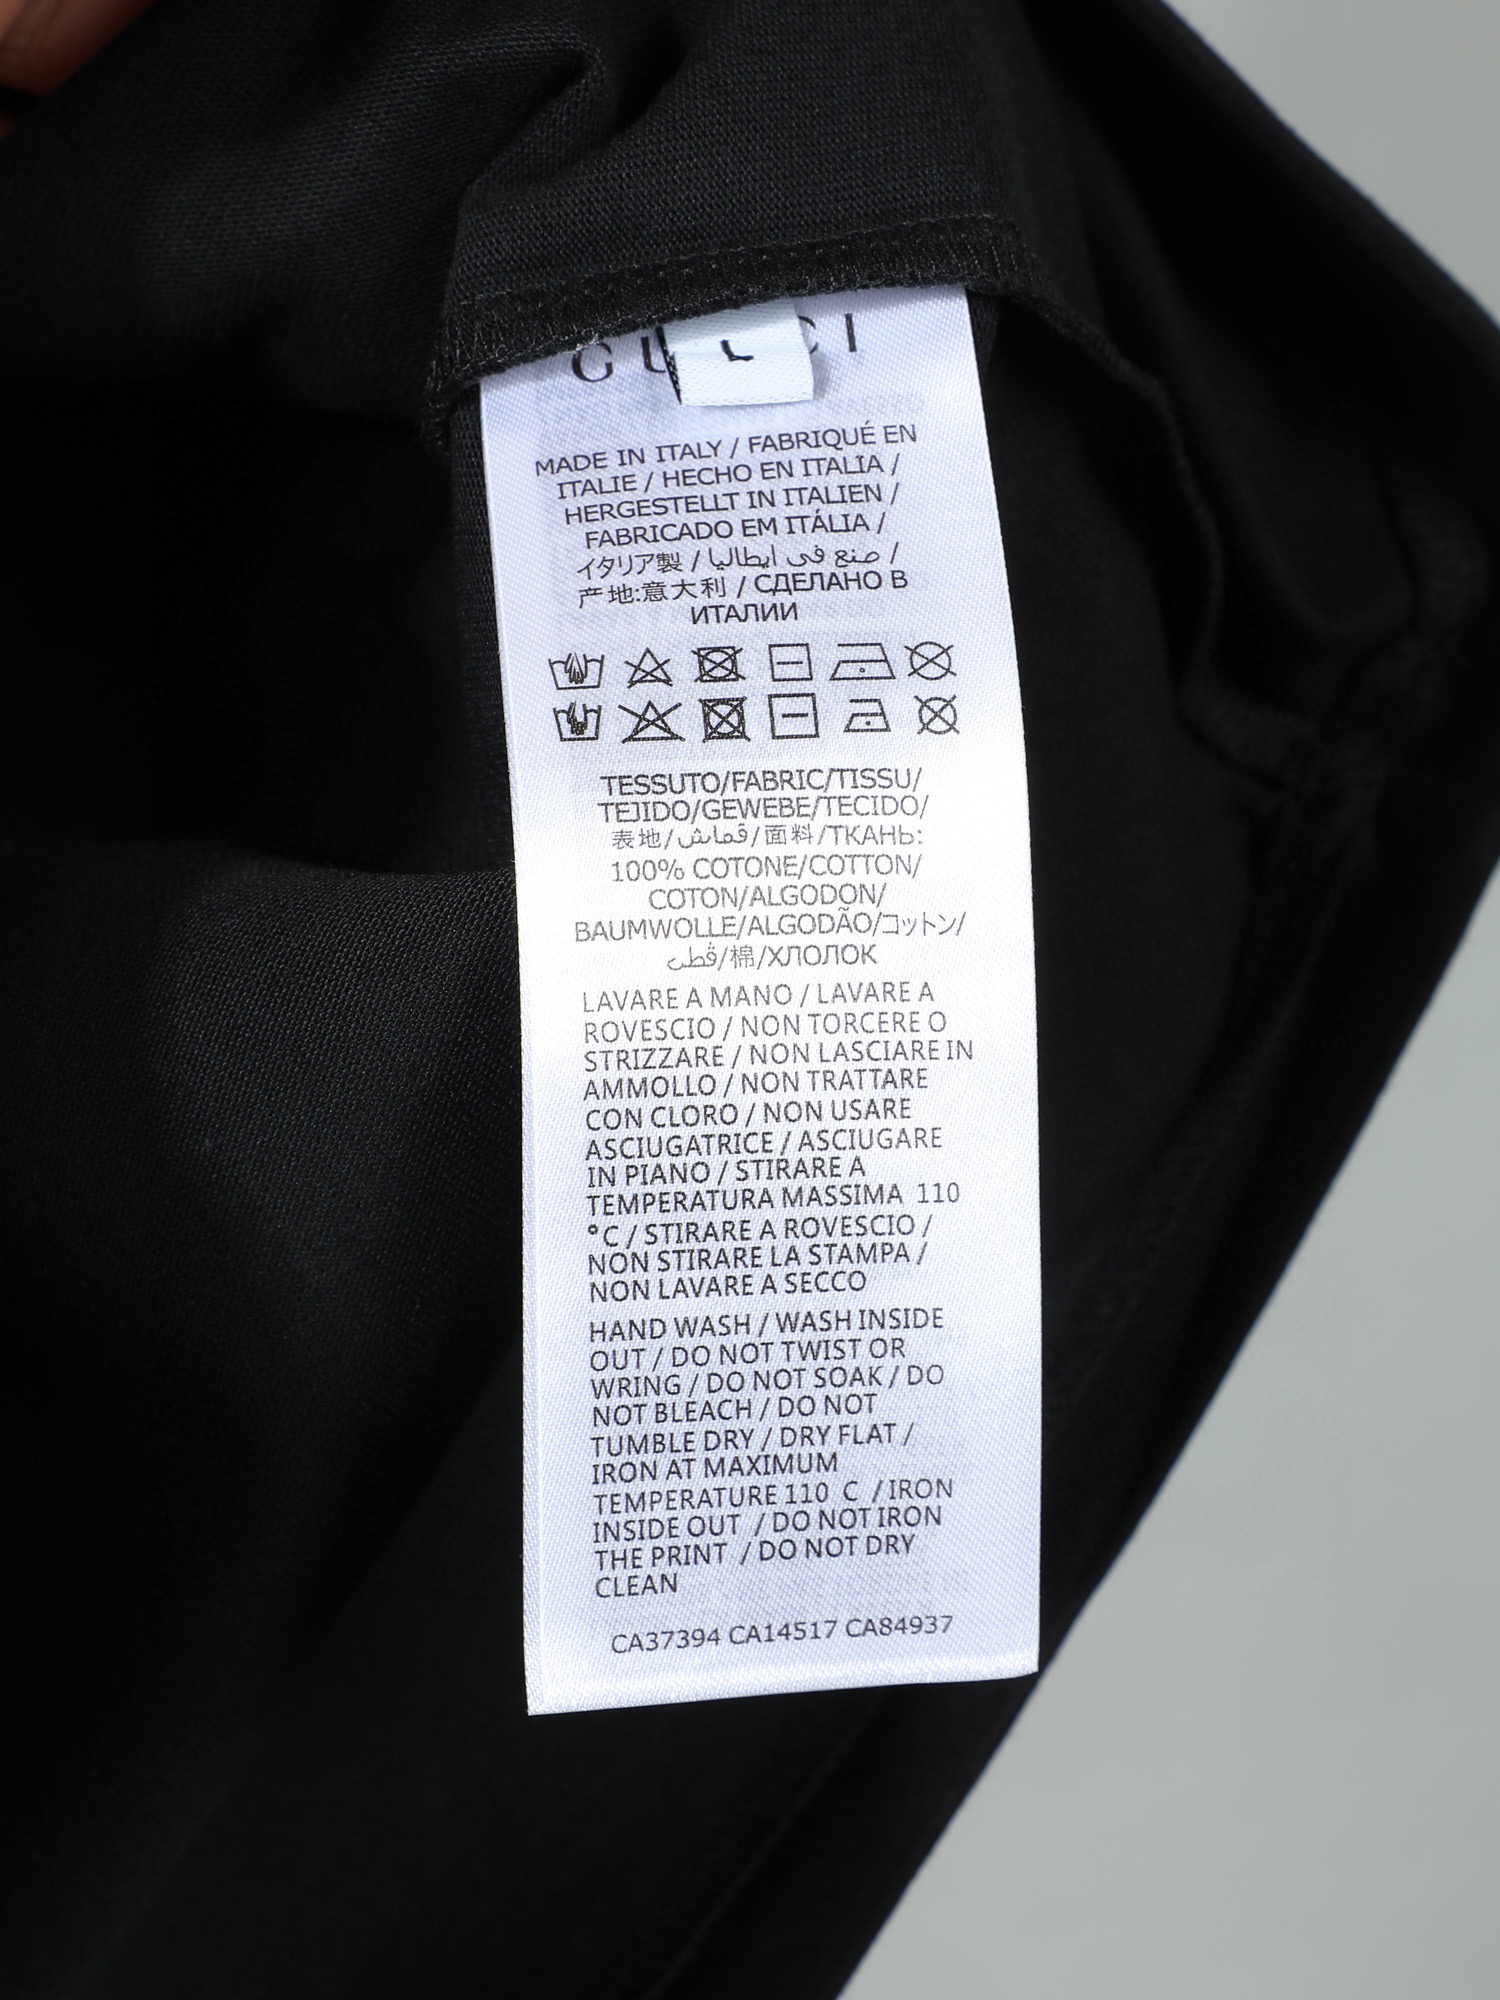 GUCCI
L
MADE IN ITALY / FABRIQUÉ EN
ITALIE / HECHO EN ITALIA /
HERGESTELLT IN ITALIEN /
FABRICADO EM ITÁLIA /
イタリア製 / صنع في ايطاليا /
产地:意大利 / СДЕЛАНО В
ИТАЛИИ
TESSUTO/FABRIC/TISSU/
TEJIDO/GEWEBE/TECIDO/
表地/قماش/面料/ТКАНЬ:
100% COTONE/COTTON/
COTON/ALGODON/
BAUMWOLLE/ALGODÃO/コットン/
قطن/棉/ХЛОЛОК
LAVARE A MANO / LAVARE A
ROVESCIO / NON TORCERE O
STRIZZARE / NON LASCIARE IN
AMMOLLO / NON TRATTARE
CON CLORO / NON USARE
ASCIUGATRICE / ASCIUGARE
IN PIANO / STIRARE A
TEMPERATURA MASSIMA 110
°C / STIRARE A ROVESCIO /
NON STIRARE LA STAMPA /
NON LAVARE A SECCO
HAND WASH / WASH INSIDE
OUT / DO NOT TWIST OR
WRING / DO NOT SOAK / DO
NOT BLEACH / DO NOT
TUMBLE DRY / DRY FLAT /
IRON AT MAXIMUM
TEMPERATURE 110 C / IRON
INSIDE OUT / DO NOT IRON
THE PRINT / DO NOT DRY
CLEAN
CA37394 CA14517 CA84937